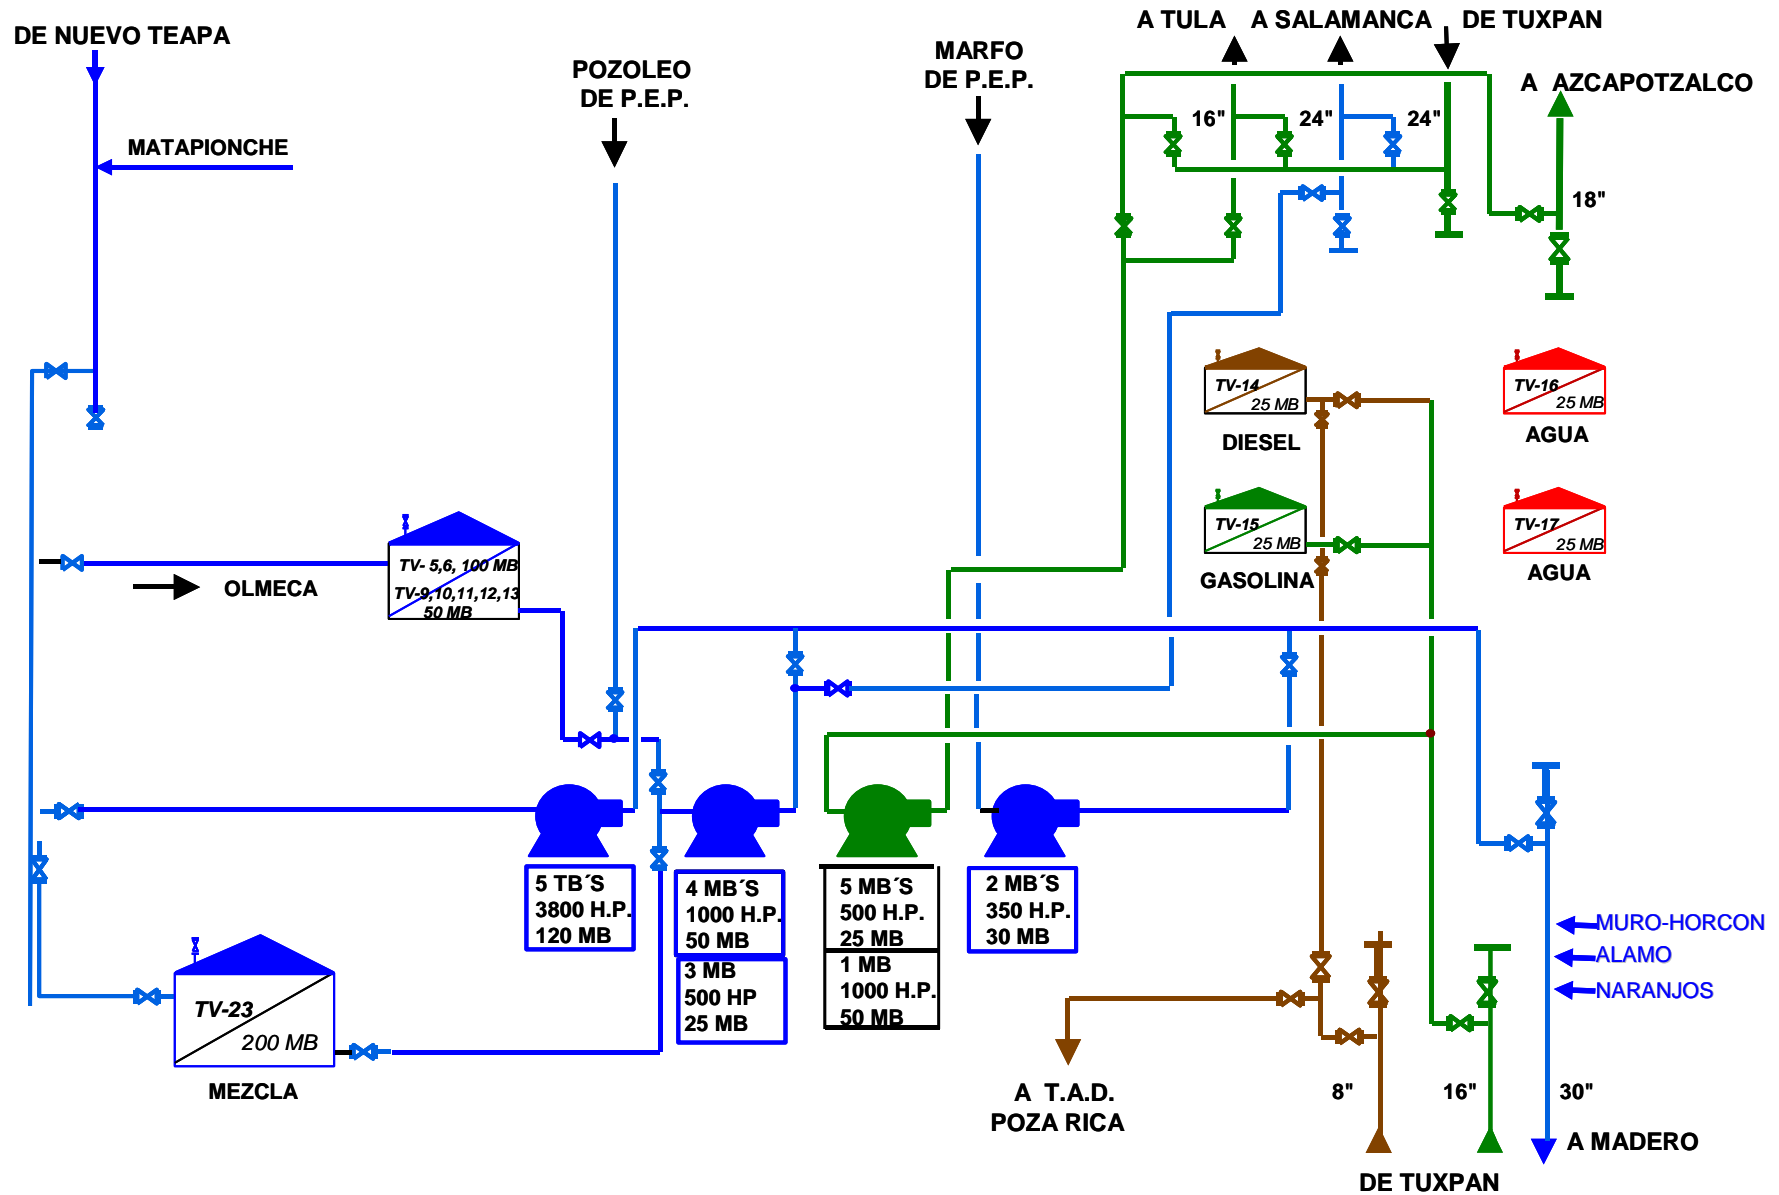 A TULA
A SALAMANCA
DE TUXPAN
DE NUEVO TEAPA
MARFO
DE P.E.P.
POZOLEO
DE P.E.P.
A AZCAPOTZALCO
16"
24"
24"
MATAPIONCHE
18"
TV-14
25 MB
DIESEL
TV-16
25 MB
AGUA
TV-15
25 MB
GASOLINA
TV-17
25 MB
AGUA
TV- 5,6, 100 MB
TV-9,10,11,12,13
50 MB
OLMECA
5 TB´S
3800 H.P.
120 MB
4 MB´S
1000 H.P.
50 MB
3 MB
500 HP
25 MB
5 MB´S
500 H.P.
25 MB
1 MB
1000 H.P.
50 MB
2 MB´S
350 H.P.
30 MB
MURO-HORCON
ALAMO
NARANJOS
TV-23
200 MB
MEZCLA
A T.A.D.
POZA RICA
8"
16"
30"
A MADERO
DE TUXPAN